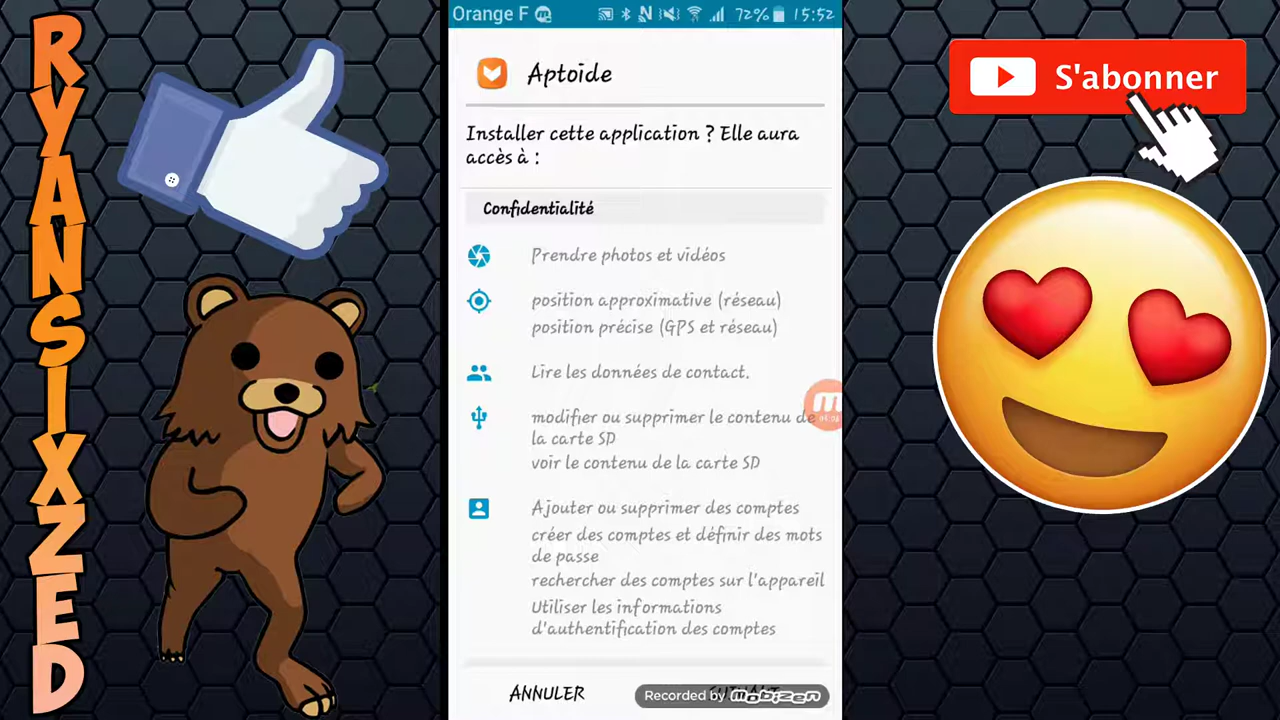 RYANSIXZED
Orange F
72% 15:52
Aptoide
Installer cette application ? Elle aura
accès à :
Confidentialité
Prendre photos et vidéos
position approximative (réseau)
position précise (GPS et réseau)
Lire les données de contact.
modifier ou supprimer le contenu de
la carte SD
voir le contenu de la carte SD
Ajouter ou supprimer des comptes
créer des comptes et définir des mots
de passe
rechercher des comptes sur l'appareil
Utiliser les informations
d'authentification des comptes
ANNULER
Recorded by mobizen
S'abonner